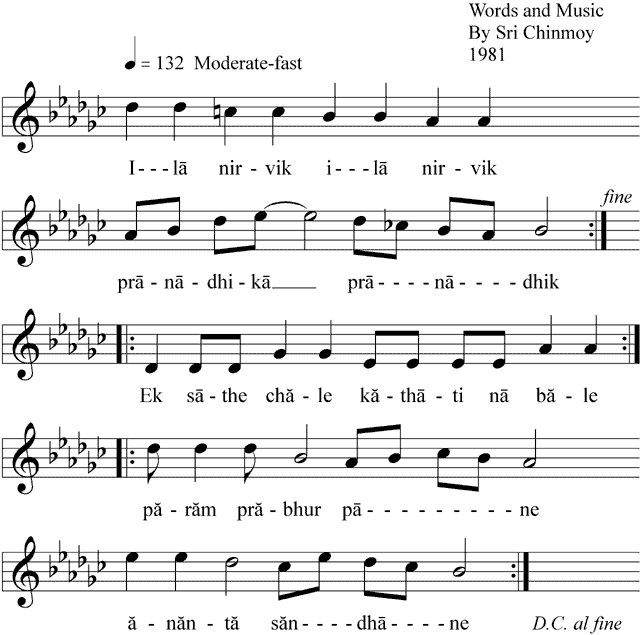 Words and Music
By Sri Chinmoy
1981
= 132 Moderate-fast
I---lā nir-vik i---lā nir-vik
fine
prā-nā-dhi-kā____ prā----nā----dhik
Ek sā-the chă-le kă-thā-ti nā bă-le
pă-răm pră-bhur pā----------ne
ă-năn-tă săn----dhā---ne D.C. al fine